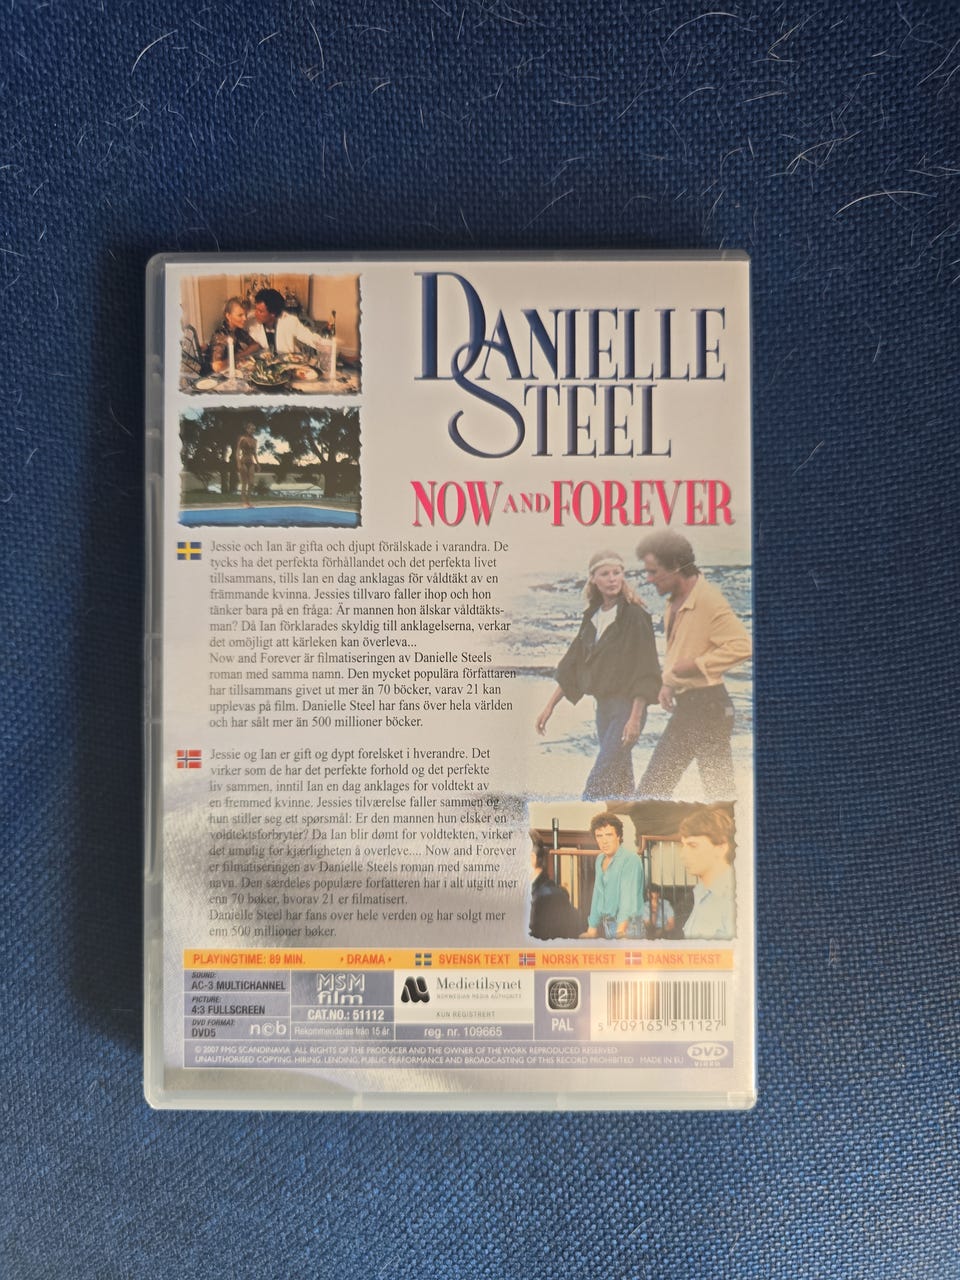 DANIELLE
STEEL
NOW AND FOREVER
Jessie och Ian är gifta och djupt förälskade i varandra. De
tycks ha det perfekta förhållandet och det perfekta livet
tillsammans, tills Ian en dag anklagas för våldtäkt av en
främmande kvinna. Jessies tillvaro faller ihop och hon
tänker bara på en fråga: Är mannen hon älskar våldtäkts-
man? Då Ian förklarades skyldig till anklagelserna, verkar
det omöjligt att kärleken kan överleva...
Now and Forever är filmatiseringen av Danielle Steels
roman med samma namn. Den mycket populära författaren
har tillsammans givet ut mer än 70 böcker, varav 21 kan
upplevas på film. Danielle Steel har fans över hela världen
och har sålt mer än 500 millioner böcker.
Jessie og Ian er gift og dypt forelsket i hverandre. Det
virker som de har det perfekte forhold og det perfekte
liv sammen, inntil Ian en dag anklages for voldtekt av
en fremmed kvinne. Jessies tilværelse faller sammen og
hun stiller seg ett spørsmål: Er den mannen hun elsker en
voldtektsforbryter? Da Ian blir dømt for voldtekten, virker
det umulig for kjærligheten å overleve.... Now and Forever
er filmatiseringen av Danielle Steels roman med samme
navn. Den særdeles populære forfatteren har i alt utgitt mer
enn 70 bøker, hvorav 21 er filmatisert.
Danielle Steel har fans over hele verden og har solgt mer
enn 500 millioner bøker.
PLAYINGTIME: 89 MIN. • DRAMA • SVENSK TEXT NORSK TEKST DANSK TEKST
SOUND:
AC-3 MULTICHANNEL
PICTURE:
4:3 FULLSCREEN
DVD FORMAT:
DVD5
ncb
MSM
film
CAT.NO.: 51112
Rekommenderas från 15 år
Medietilsynet
NORWEGIAN MEDIA AUTHORITY
KUN REGISTRERT
reg. nr. 109665
2
PAL
5 709165 511127
© 2007 FMG SCANDINAVIA. ALL RIGHTS OF THE PRODUCER AND THE OWNER OF THE WORK REPRODUCED RESERVED.
UNAUTHORISED COPYING, HIRING, LENDING, PUBLIC PERFORMANCE AND BROADCASTING OF THIS RECORD PROHIBITED · MADE IN EU
DVD
VIDEO